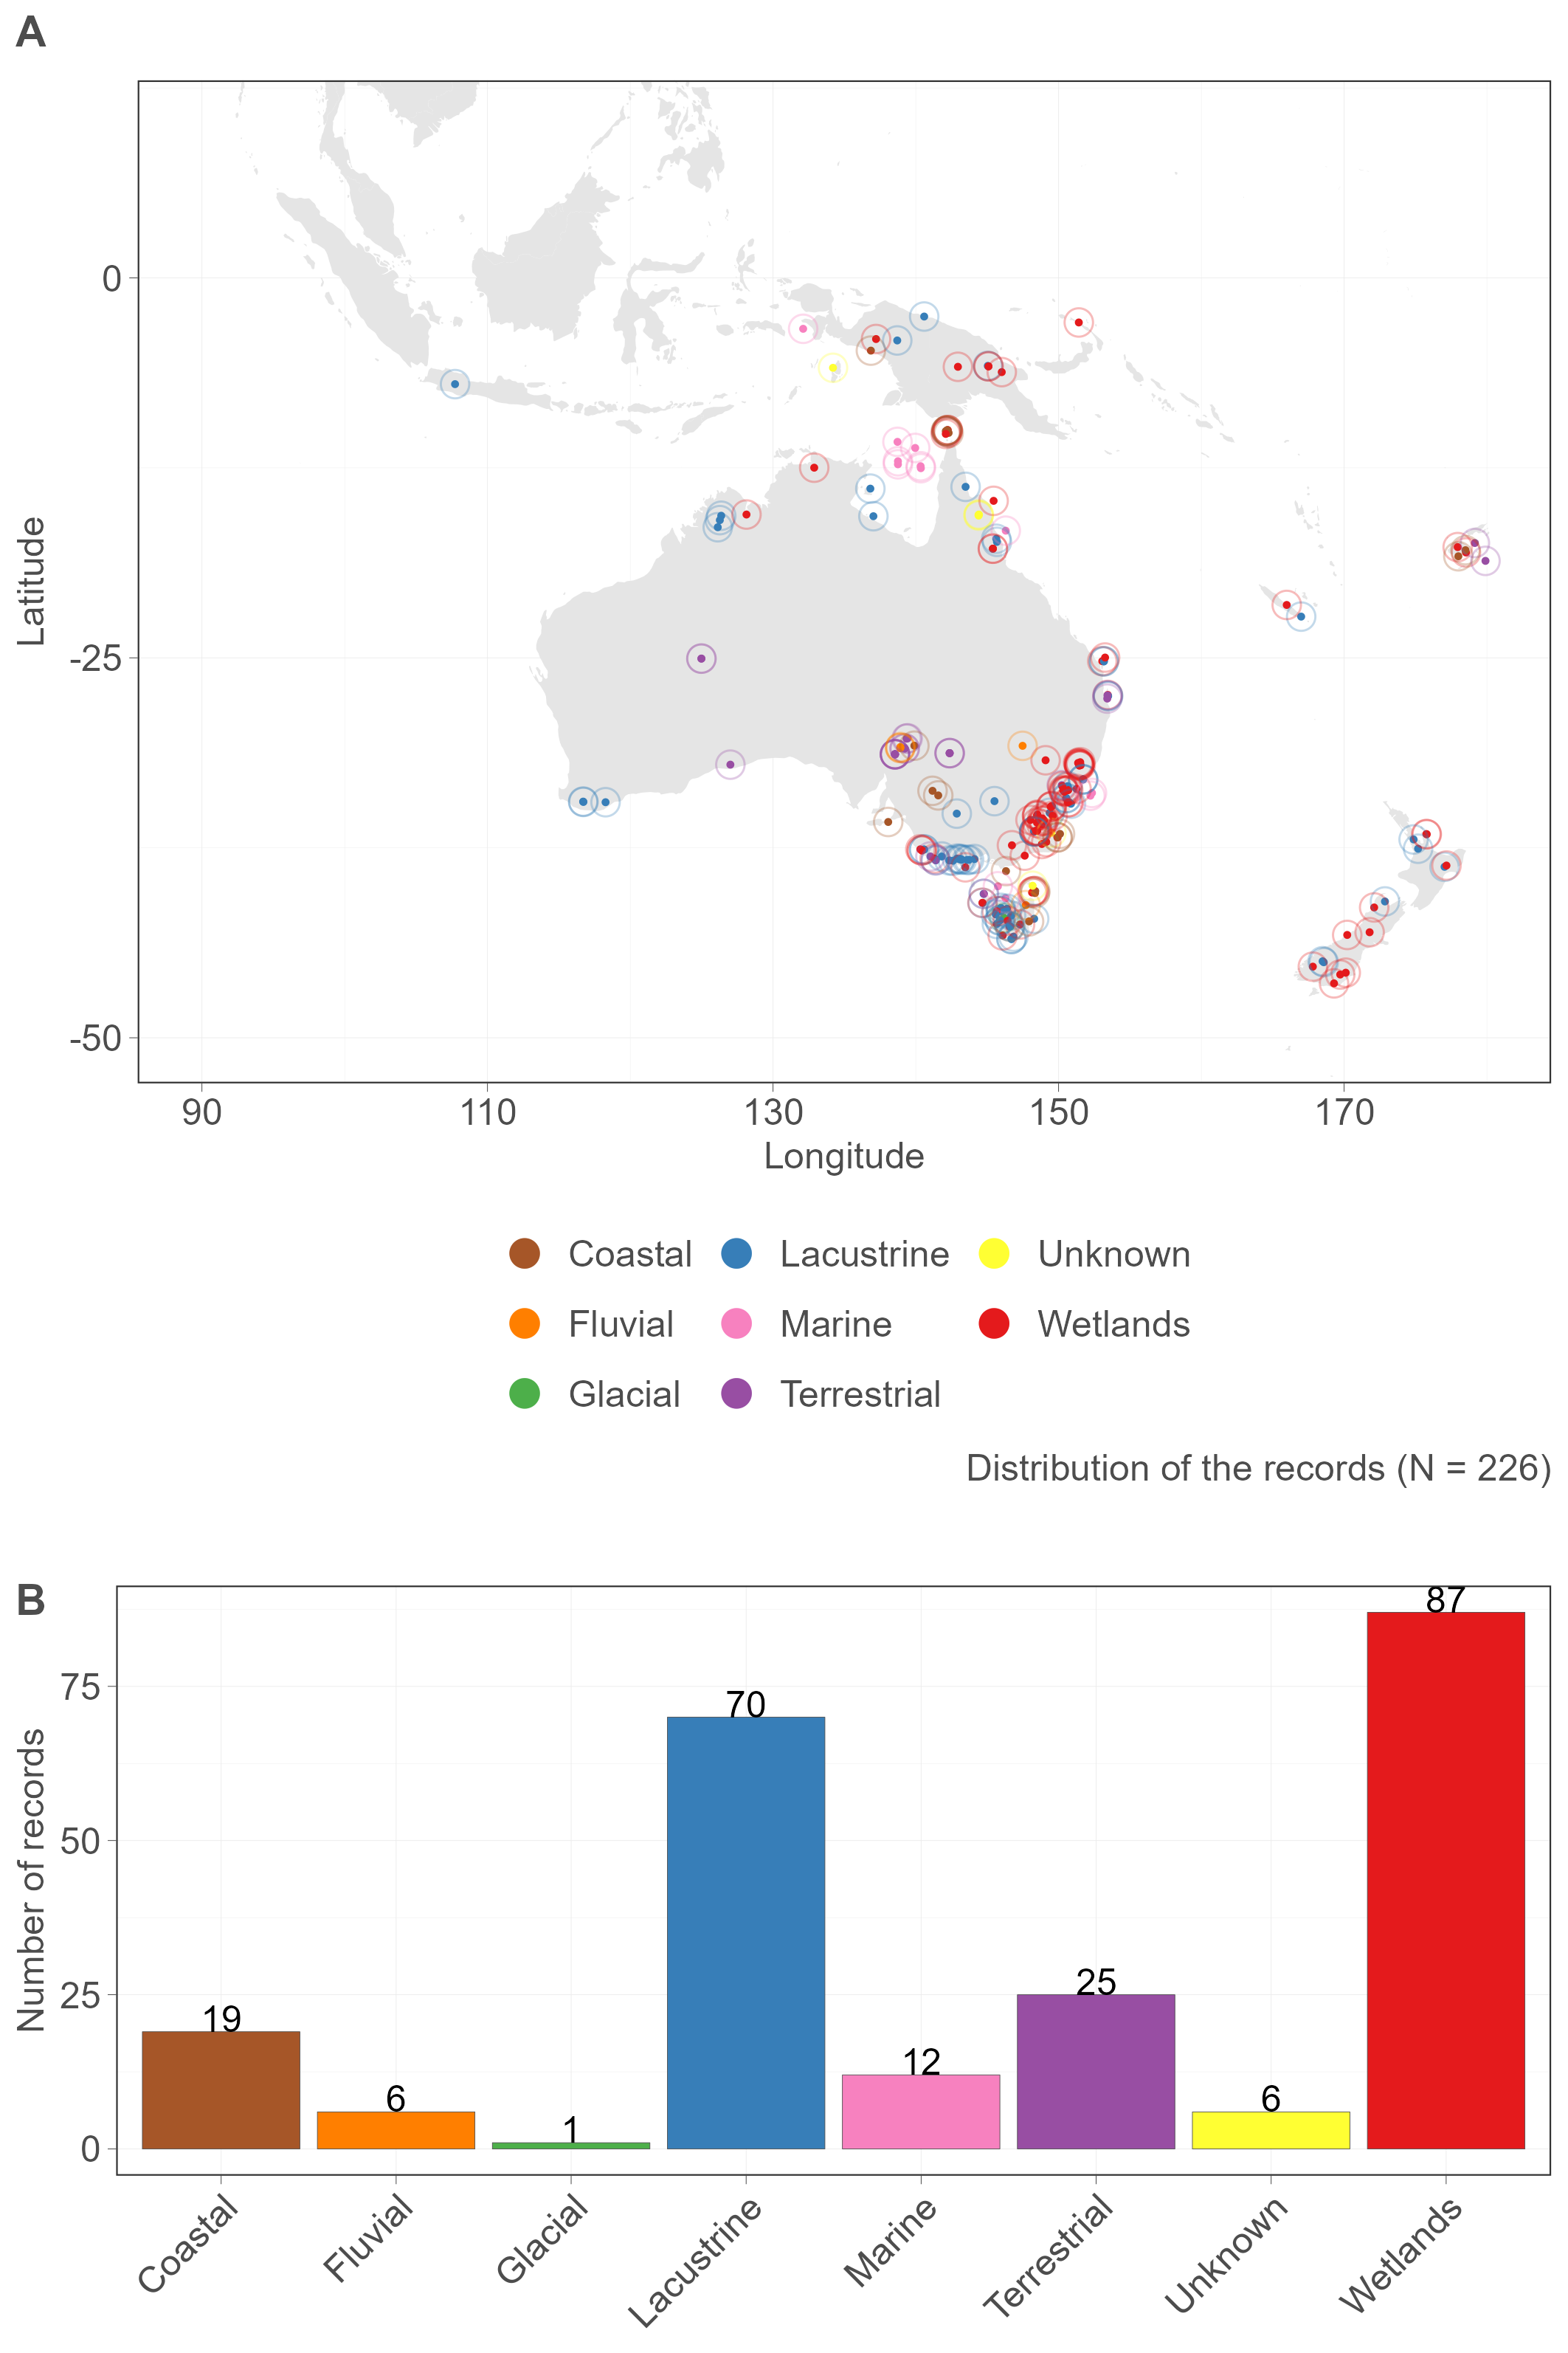 A
0
-25
-50
Latitude
90 110 130 150 170
Longitude
Coastal Lacustrine Unknown
Fluvial Marine Wetlands
Glacial Terrestrial
Distribution of the records (N = 226)
B
87
75
70
50
25
25
19
12
6
6
1
0
Number of records
Coastal Fluvial Glacial Lacustrine Marine Terrestrial Unknown Wetlands